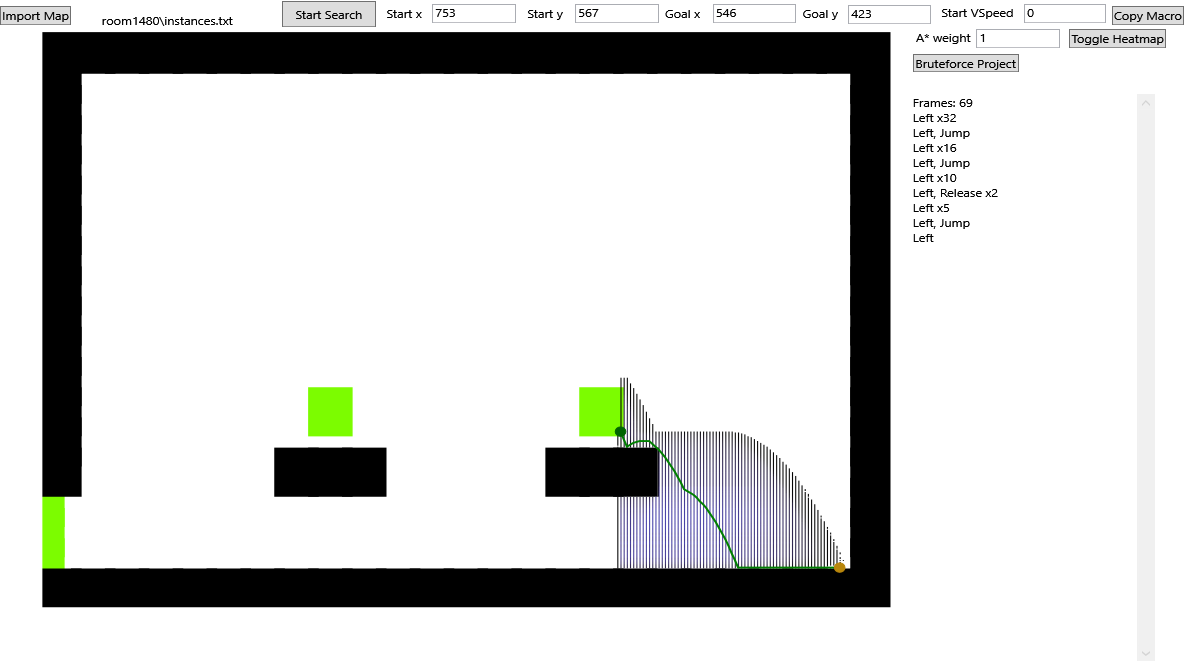 Import Map
room1480\instances.txt
Start Search
Start x 753
Start y 567
Goal x 546
Goal y 423
Start VSpeed 0
Copy Macro
A* weight 1
Toggle Heatmap
Bruteforce Project
Frames: 69
Left x32
Left, Jump
Left x16
Left, Jump
Left x10
Left, Release x2
Left x5
Left, Jump
Left